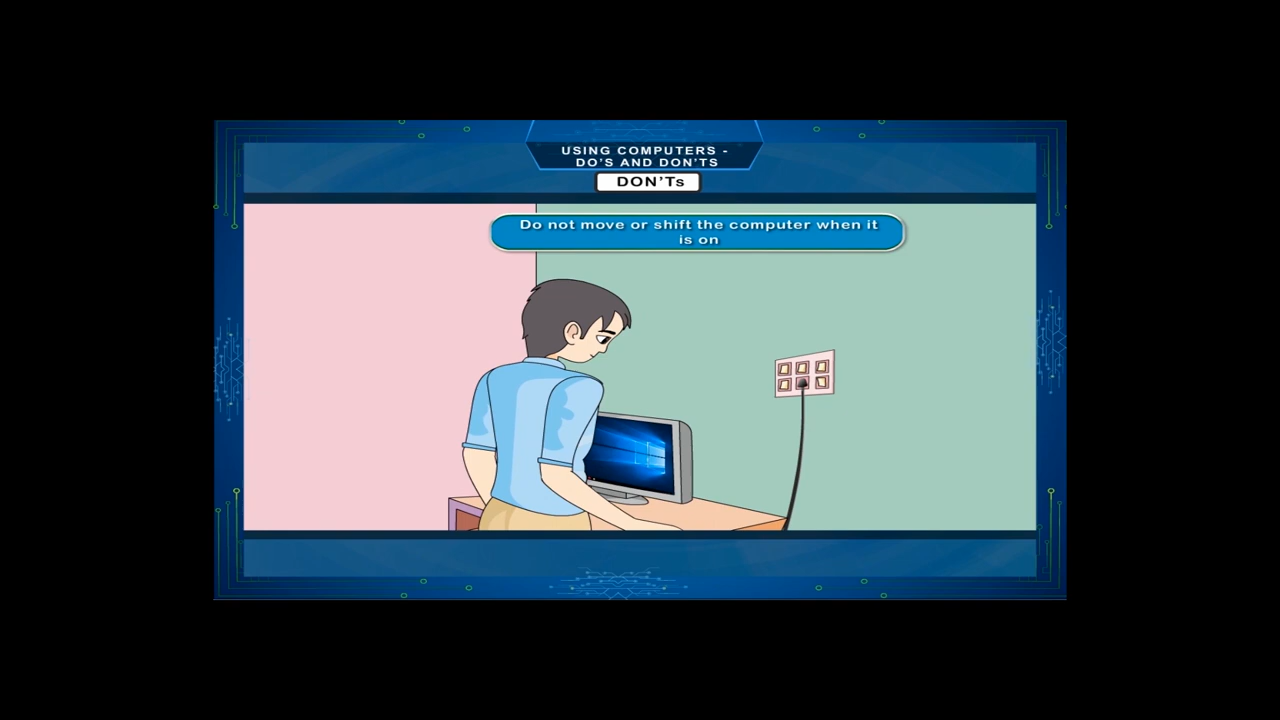 USING COMPUTERS -
DO'S AND DON'TS
DON'Ts
Do not move or shift the computer when it
is on